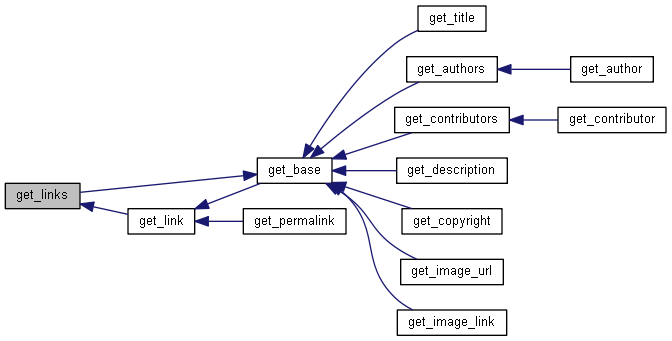 get_title
get_authors
get_author
get_contributors
get_contributor
get_base
get_description
get_links
get_link
get_permalink
get_copyright
get_image_url
get_image_link